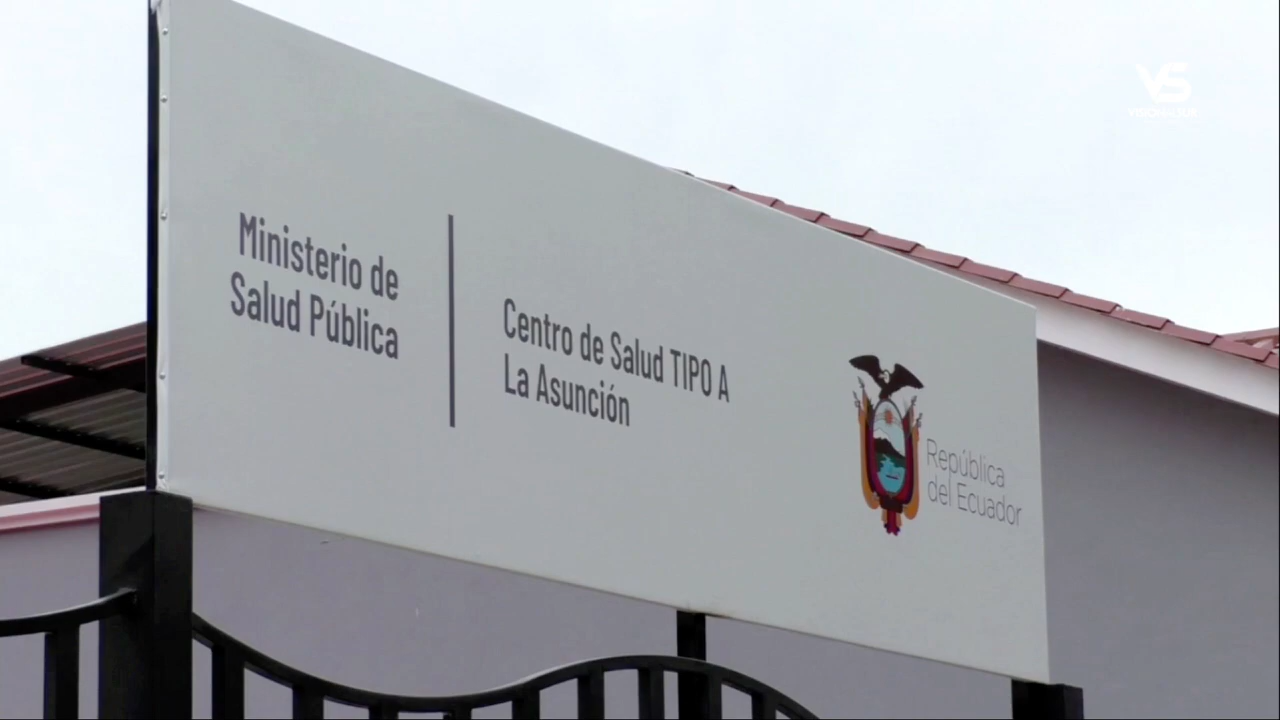 VS
Ministerio de
Salud Pública
Centro de Salud TIPO A
La Asunción
República
del Ecuador